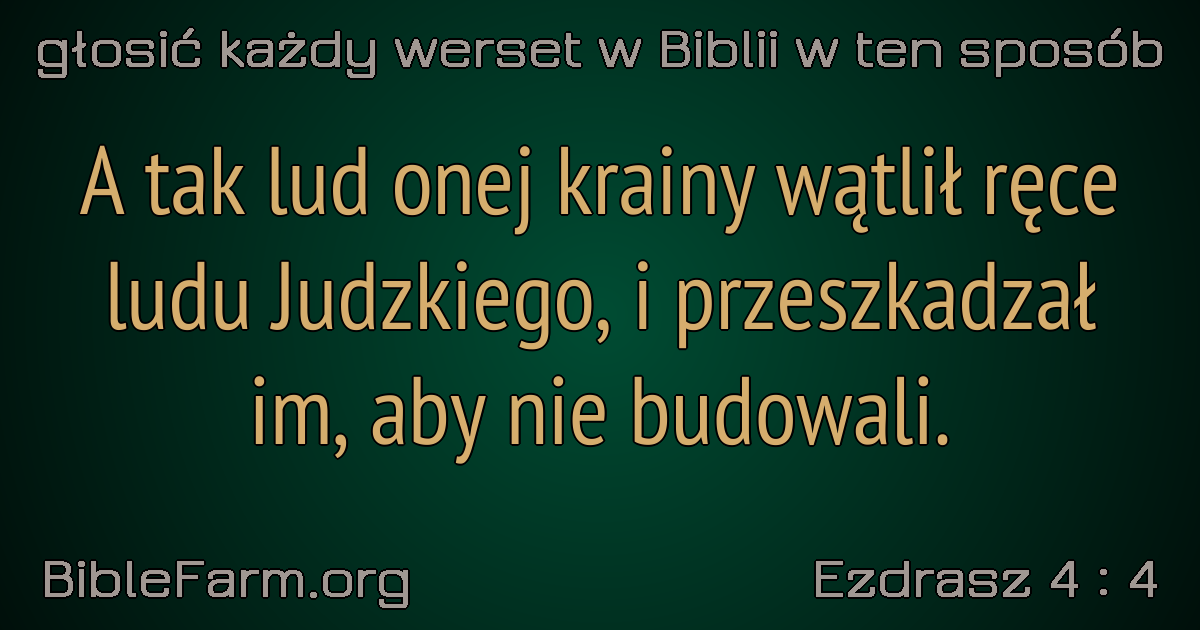 głosić każdy werset w Biblii w ten sposób
A tak lud onej krainy wątlił ręce
ludu Judzkiego, i przeszkadzał
im, aby nie budowali.
BibleFarm.org
Ezdrasz 4 : 4